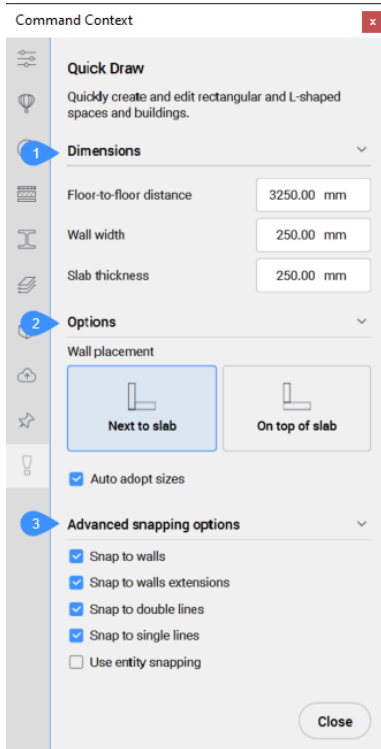 Command Context
x
Quick Draw
Quickly create and edit rectangular and L-shaped
spaces and buildings.
1
Dimensions
Floor-to-floor distance 3250.00 mm
Wall width 250.00 mm
Slab thickness 250.00 mm
2
Options
Wall placement
Next to slab On top of slab
Auto adopt sizes
3
Advanced snapping options
Snap to walls
Snap to walls extensions
Snap to double lines
Snap to single lines
Use entity snapping
Close